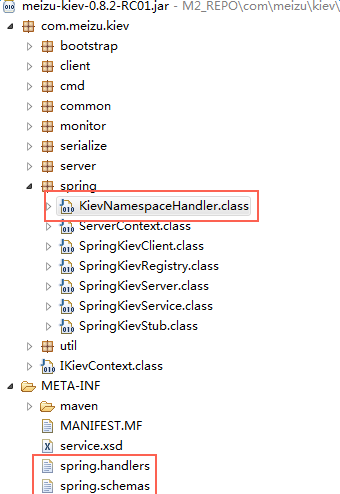 meizu-kiev-0.8.2-RC01.jar - M2_REPO\com\meizu\kiev\
com.meizu.kiev
bootstrap
client
cmd
common
monitor
serialize
server
spring
KievNamespaceHandler.class
ServerContext.class
SpringKievClient.class
SpringKievRegistry.class
SpringKievServer.class
SpringKievService.class
SpringKievStub.class
util
IKievContext.class
META-INF
maven
MANIFEST.MF
service.xsd
spring.handlers
spring.schemas